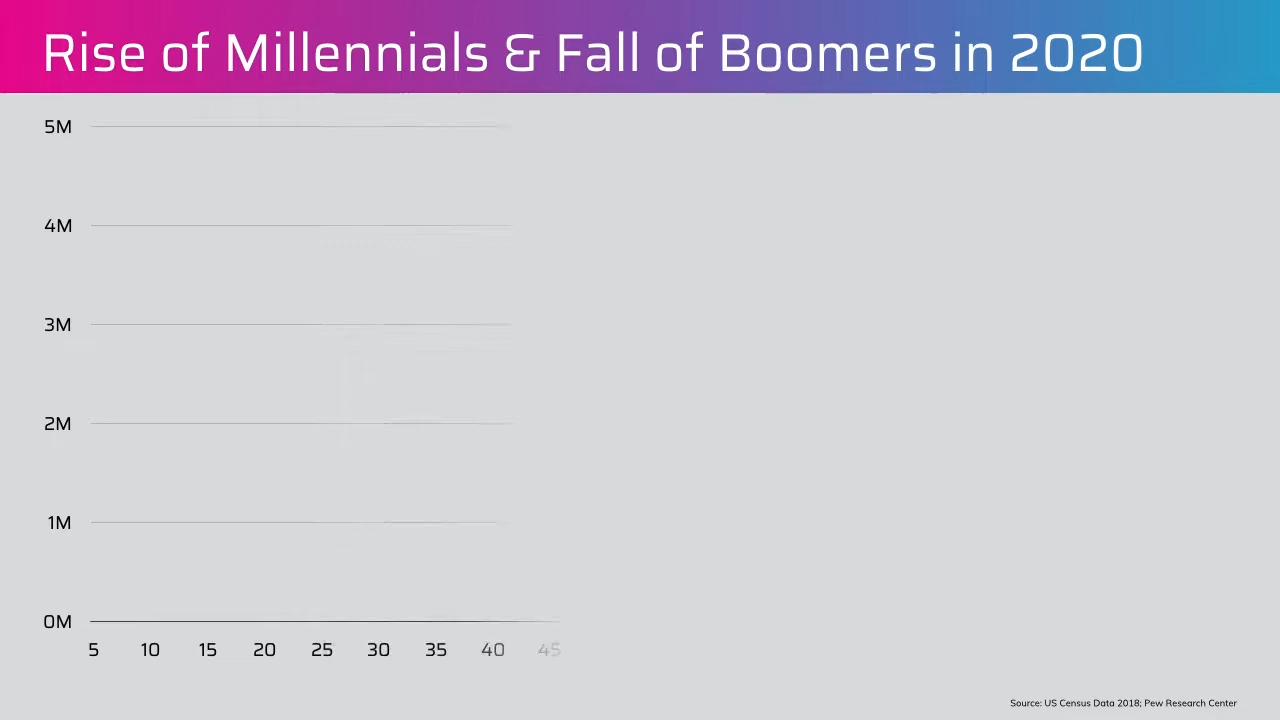 Rise of Millennials & Fall of Boomers in 2020
5M
4M
3M
2M
1M
0M
5 10 15 20 25 30 35 40 45
Source: US Census Data 2018; Pew Research Center